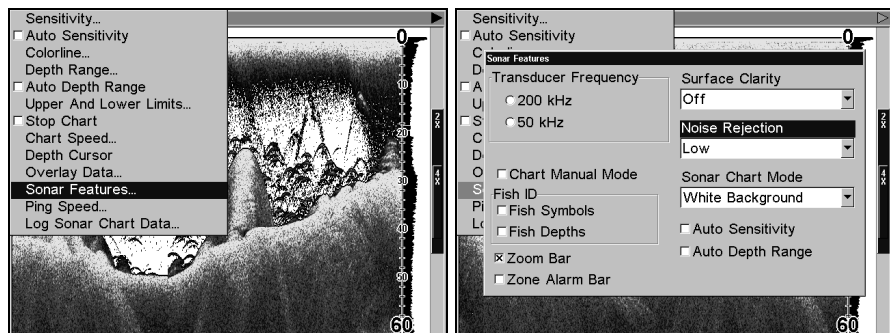 Sensitivity...
Auto Sensitivity
Colorline...
Depth Range...
Auto Depth Range
Upper And Lower Limits...
Stop Chart
Chart Speed...
Depth Cursor
Overlay Data...
Sonar Features...
Ping Speed...
Log Sonar Chart Data...
0
10
20
30
50
60
2X
4X
Sensitivity...
Auto Sensitivity
Sonar Features
Transducer Frequency
200 kHz
50 kHz
Chart Manual Mode
Fish ID
Fish Symbols
Fish Depths
Zoom Bar
Zone Alarm Bar
Surface Clarity
Off
Noise Rejection
Low
Sonar Chart Mode
White Background
Auto Sensitivity
Auto Depth Range
0
60
2X
4X